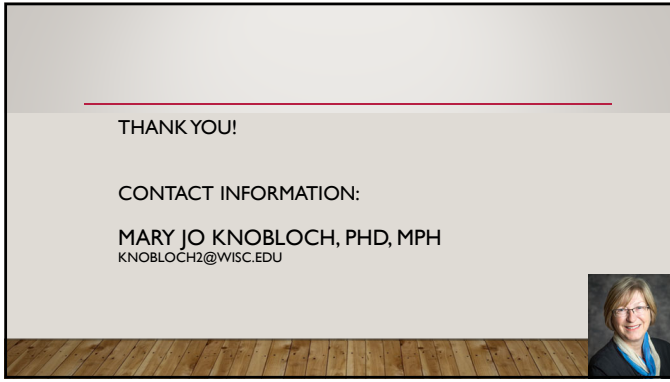 THANK YOU!
CONTACT INFORMATION:
MARY JO KNOBLOCH, PHD, MPH
KNOBLOCH2@WISC.EDU